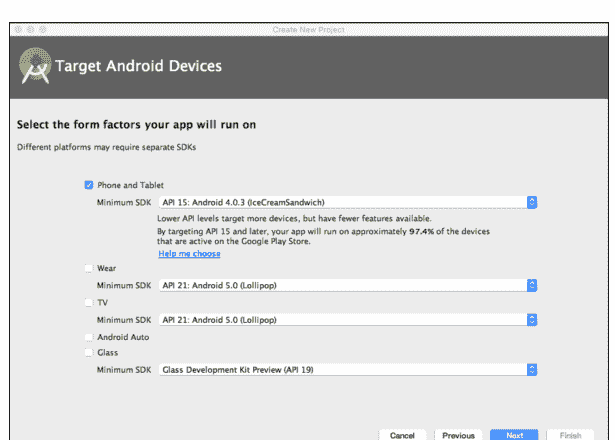 Create New Project
Target Android Devices
Select the form factors your app will run on
Different platforms may require separate SDKs
Phone and Tablet
Minimum SDK API 15: Android 4.0.3 (IceCreamSandwich)
Lower API levels target more devices, but have fewer features available.
By targeting API 15 and later, your app will run on approximately 97.4% of the devices
that are active on the Google Play Store.
Help me choose
Wear
Minimum SDK API 21: Android 5.0 (Lollipop)
TV
Minimum SDK API 21: Android 5.0 (Lollipop)
Android Auto
Glass
Minimum SDK Glass Development Kit Preview (API 19)
Cancel Previous Next Finish